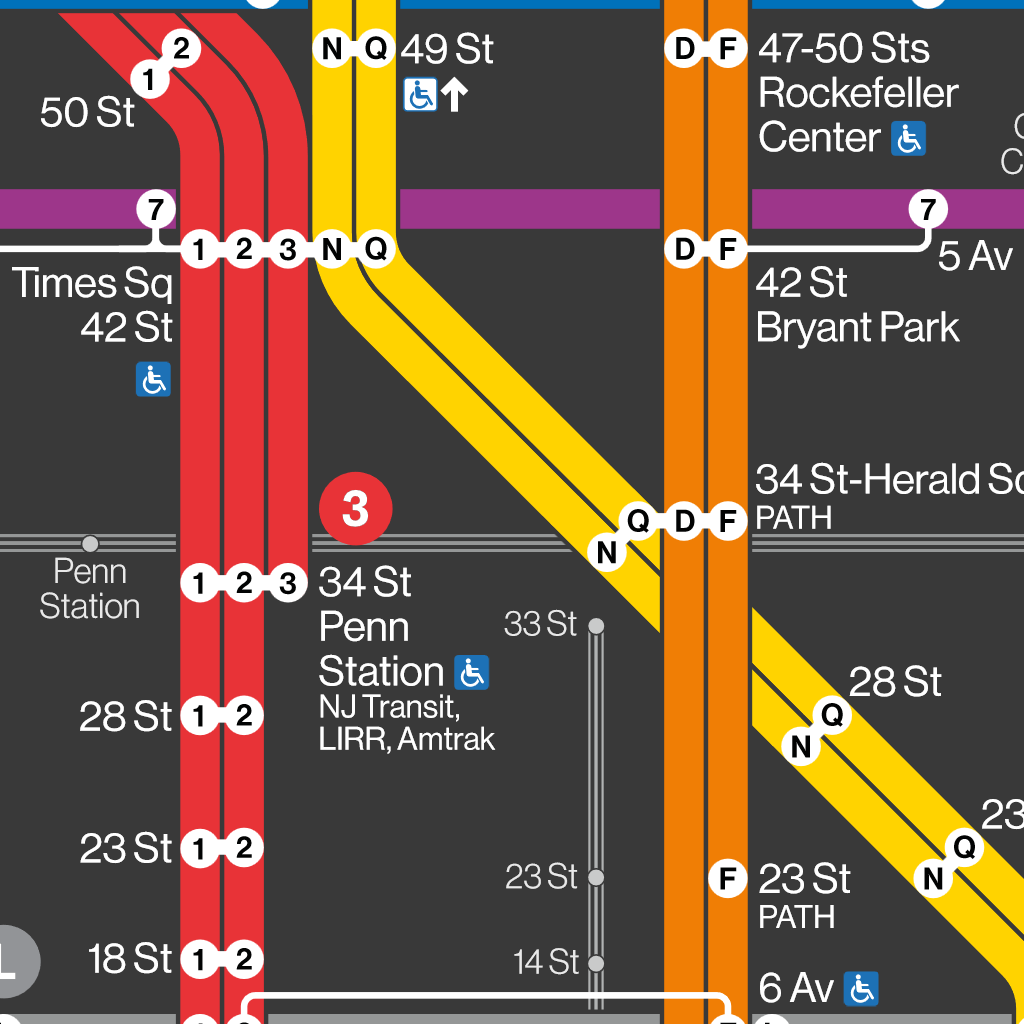 2
1
50 St
N Q 49 St
D F 47-50 Sts
Rockefeller
Center
7
1 2 3 N Q
Times Sq
42 St
D F
7
5 Av
42 St
Bryant Park
34 St-Herald
PATH
Q D F
N
3
Penn
Station
1 2 3 34 St
Penn
Station
NJ Transit,
LIRR, Amtrak
33 St
28 St 1 2
28 St
Q
N
23 St 1 2
23
Q
N
23 St
F 23 St
PATH
L
18 St 1 2
14 St
6 Av